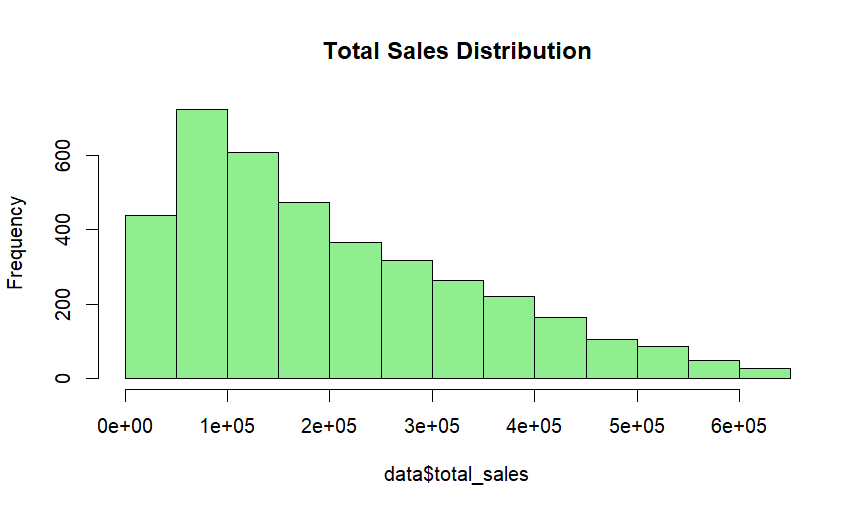 Total Sales Distribution
Frequency
600
400
200
0
0e+00 1e+05 2e+05 3e+05 4e+05 5e+05 6e+05
data$total_sales